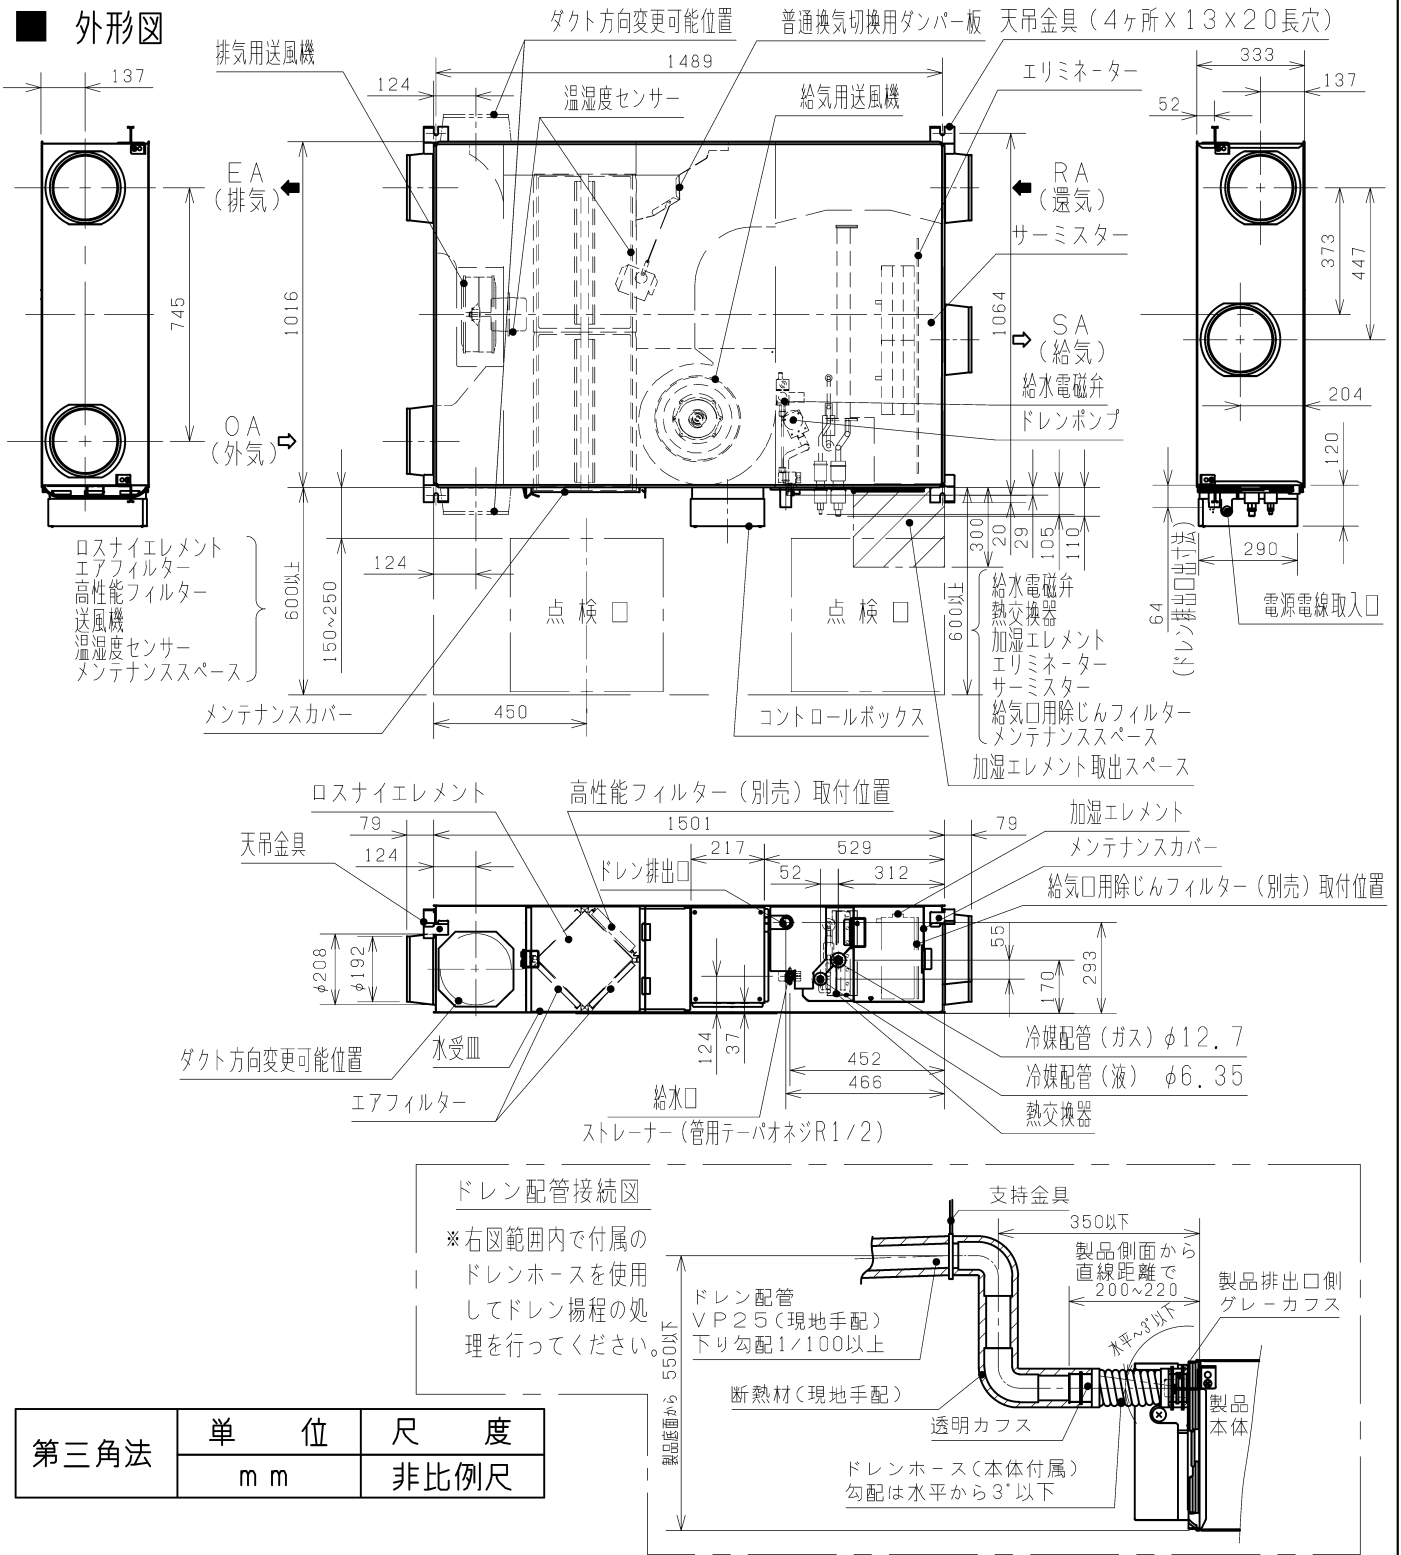 ■ 外形図
ダクト方向変更可能位置
普通換気切換用ダンパー板
天吊金具（4ヶ所×13×20長穴）
排気用送風機
1489
エリミネーター
137
124
温湿度センサー
給気用送風機
333
137
52
EA
（排気）
RA
（還気）
サーミスター
745
1016
1064
373
447
SA
（給気）
給水電磁弁
ドレンポンプ
204
OA
（外気）
120
ロスナイエレメント
エアフィルター
高性能フィルター
送風機
温湿度センサー
メンテナンススペース
600以上
150~250
124
点検口
点検口
600以上
300
20
29
105
110
給水電磁弁
熱交換器
加湿エレメント
エリミネーター
サーミスター
給気口用除じんフィルター
メンテナンススペース
64
（ドレン排出口出寸法）
290
電源電線取入口
メンテナンスカバー
450
コントロールボックス
加湿エレメント取出スペース
ロスナイエレメント
高性能フィルター（別売）取付位置
加湿エレメント
メンテナンスカバー
給気口用除じんフィルター（別売）取付位置
天吊金具
79
1501
79
124
217
529
ドレン排出口
52
312
φ208
φ192
55
170
293
124
37
452
466
ダクト方向変更可能位置
水受皿
エアフィルター
給水口
ストレーナー（管用テーパオネジR1/2）
冷媒配管（ガス）φ12.7
冷媒配管（液） φ6.35
熱交換器
ドレン配管接続図
※右図範囲内で付属の
ドレンホースを使用
してドレン揚程の処
理を行ってください。
支持金具
350以下
製品側面から
直線距離で
200~220
製品排出口側
グレーカフス
水平~3°以下
ドレン配管
VP25（現地手配）
下り勾配1/100以上
製品底面から 550以下
断熱材（現地手配）
透明カフス
製品
本体
ドレンホース（本体付属）
勾配は水平から3°以下
第三角法
単 位
尺 度
mm
非比例尺